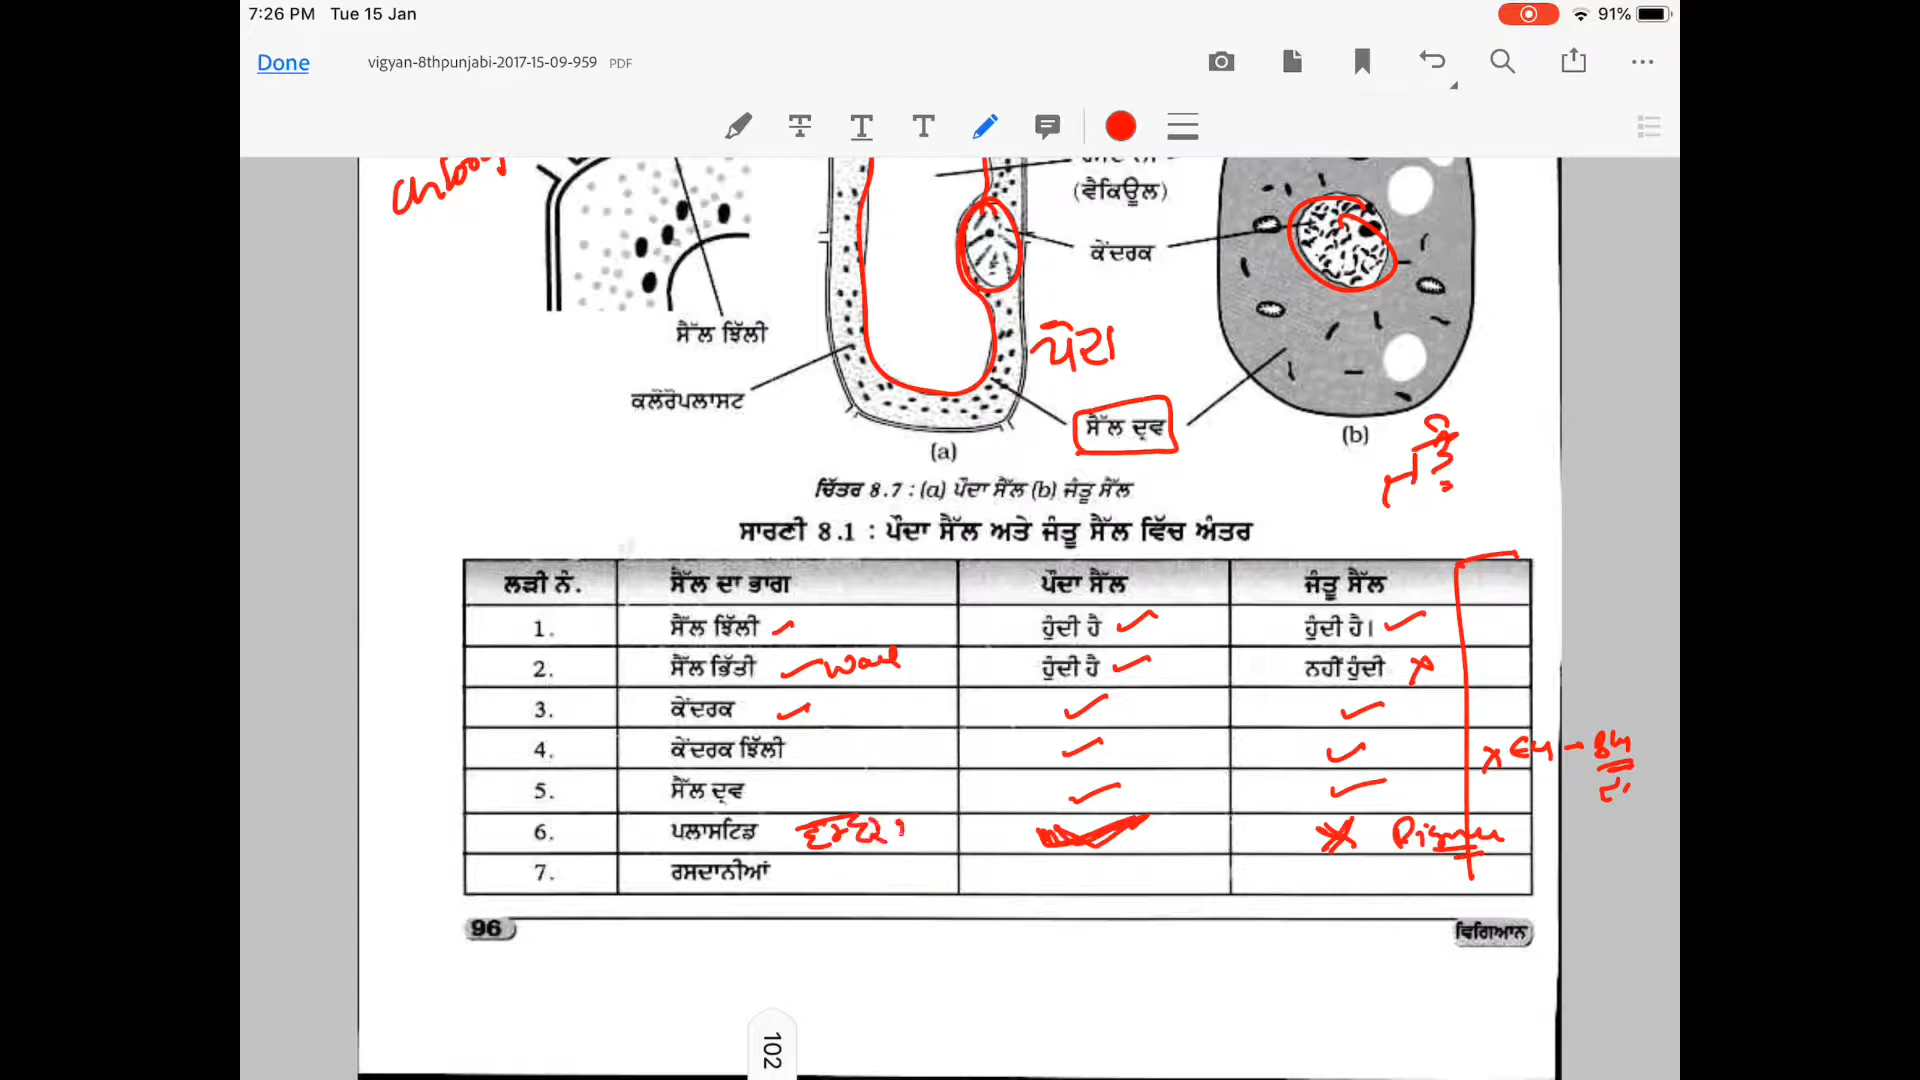 7:26 PM Tue 15 Jan 91%
Done vigyan-8thpunjabi-2017-15-09-959 PDF
(ਵੈਕਿਊਲ)
ਕੇਂਦਰਕ
ਸੈੱਲ ਝਿੱਲੀ
ਪੌਦਾ
ਕਲੋਰੋਪਲਾਸਟ
ਸੈੱਲ ਦ੍ਰਵ
(a)
(b)
ਚਿੱਤਰ 8.7 : (a) ਪੌਦਾ ਸੈੱਲ (b) ਜੰਤੂ ਸੈੱਲ
ਸਾਰਣੀ 8.1 : ਪੌਦਾ ਸੈੱਲ ਅਤੇ ਜੰਤੂ ਸੈੱਲ ਵਿੱਚ ਅੰਤਰ
ਲੜੀ ਨੰ. ਸੈੱਲ ਦਾ ਭਾਗ ਪੌਦਾ ਸੈੱਲ ਜੰਤੂ ਸੈੱਲ
1. ਸੈੱਲ ਝਿੱਲੀ ਹੁੰਦੀ ਹੈ ਹੁੰਦੀ ਹੈ।
2. ਸੈੱਲ ਭਿੱਤੀ Wall ਹੁੰਦੀ ਹੈ ਨਹੀਂ ਹੁੰਦੀ
3. ਕੇਂਦਰਕ
4. ਕੇਂਦਰਕ ਝਿੱਲੀ
5. ਸੈੱਲ ਦ੍ਰਵ
6. ਪਲਾਸਟਿਡ
7. ਰਸਦਾਨੀਆਂ
96 ਵਿਗਿਆਨ
102